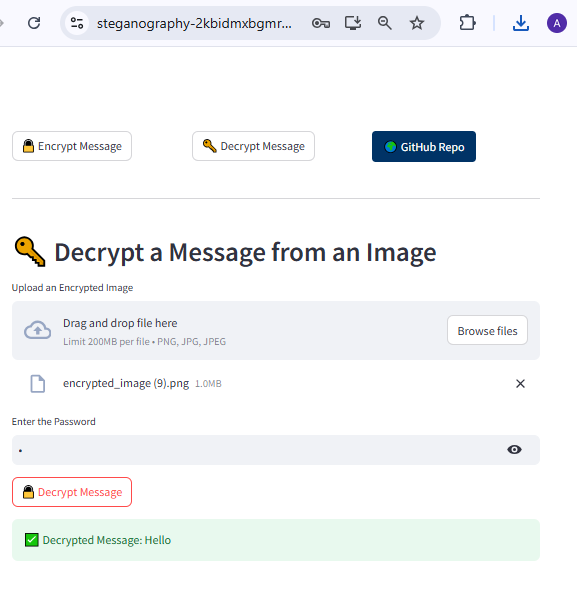 steganography-2kbidmxbgmr...
A
Encrypt Message
Decrypt Message
GitHub Repo
Decrypt a Message from an Image
Upload an Encrypted Image
Drag and drop file here
Limit 200MB per file • PNG, JPG, JPEG
Browse files
encrypted_image (9).png 1.0MB
Enter the Password
•
Decrypt Message
Decrypted Message: Hello